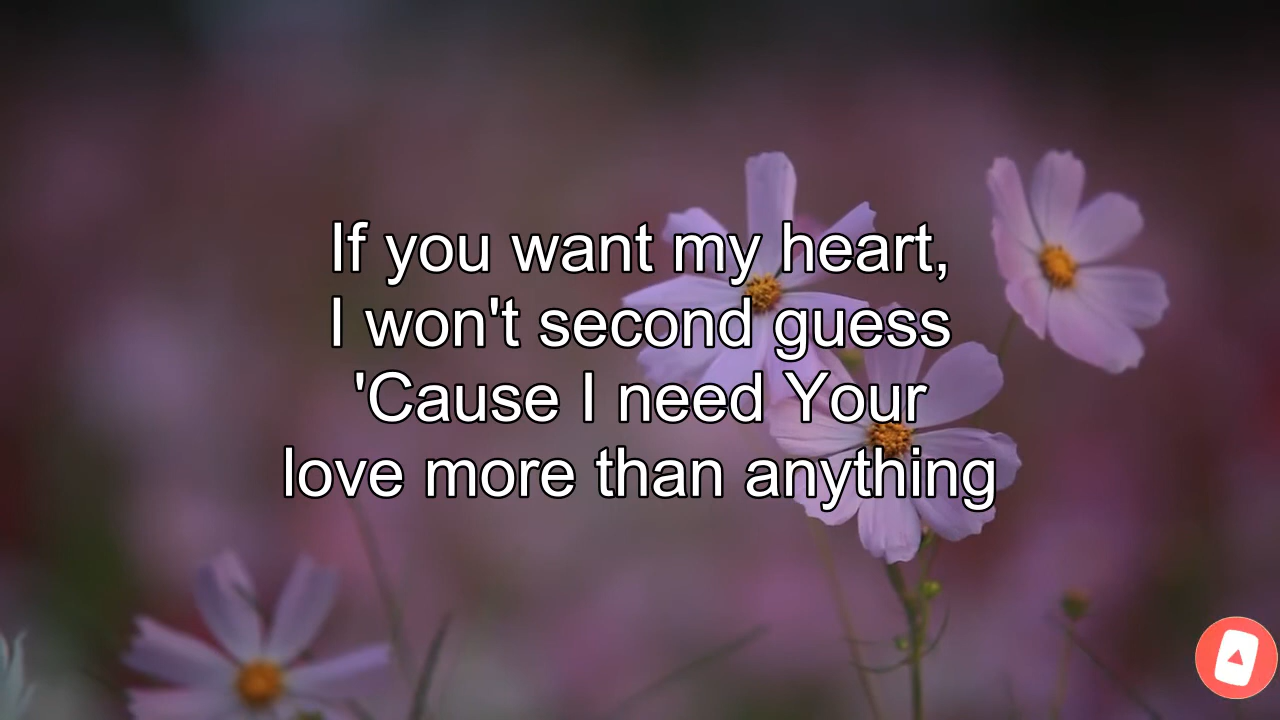 If you want my heart,
I won't second guess
'Cause I need Your
love more than anything